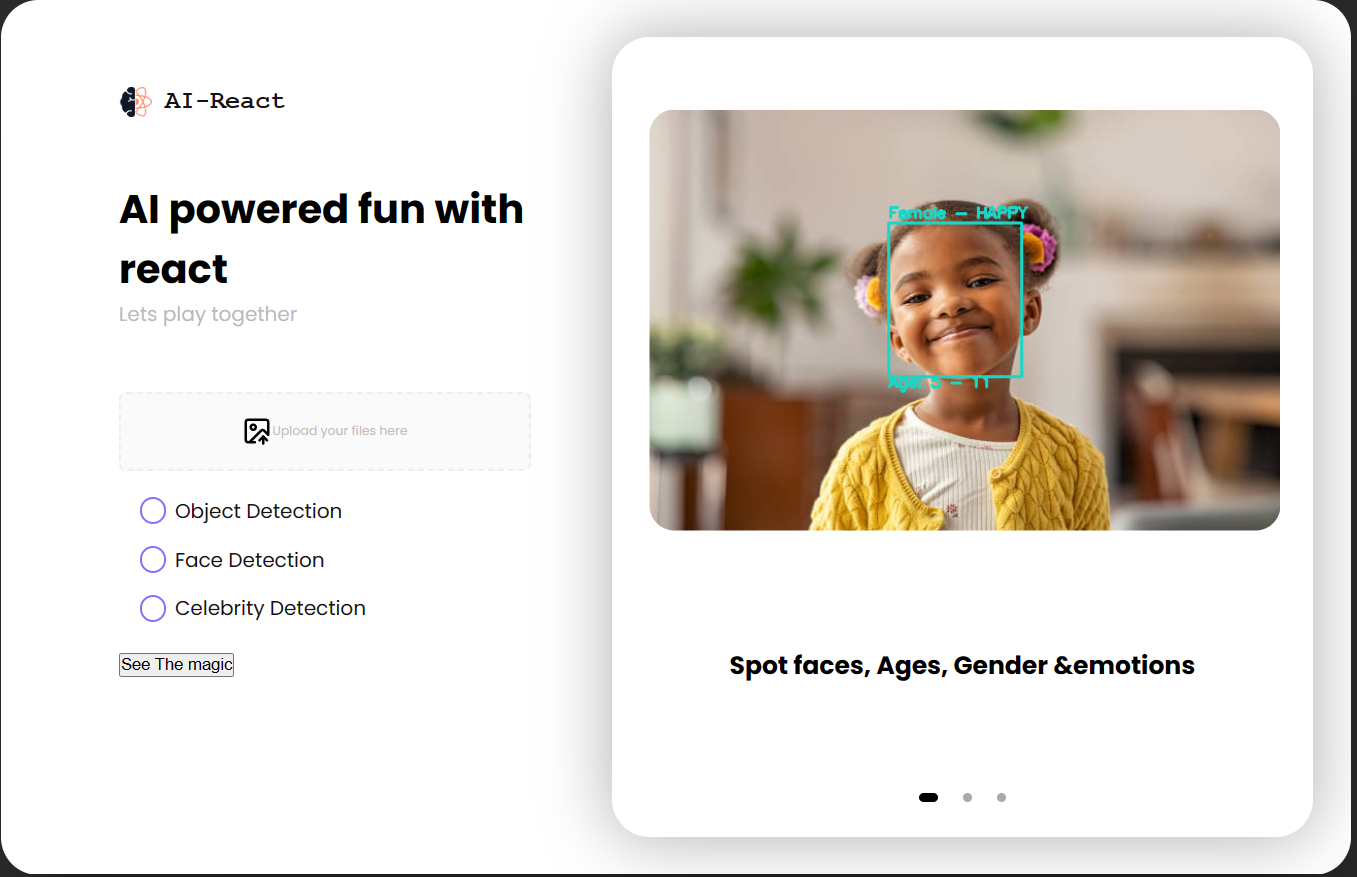 AI-React
AI powered fun with
react
Lets play together
Upload your files here
Object Detection
Face Detection
Celebrity Detection
See The magic
Female - HAPPY
Age: 5 - 11
Spot faces, Ages, Gender &emotions